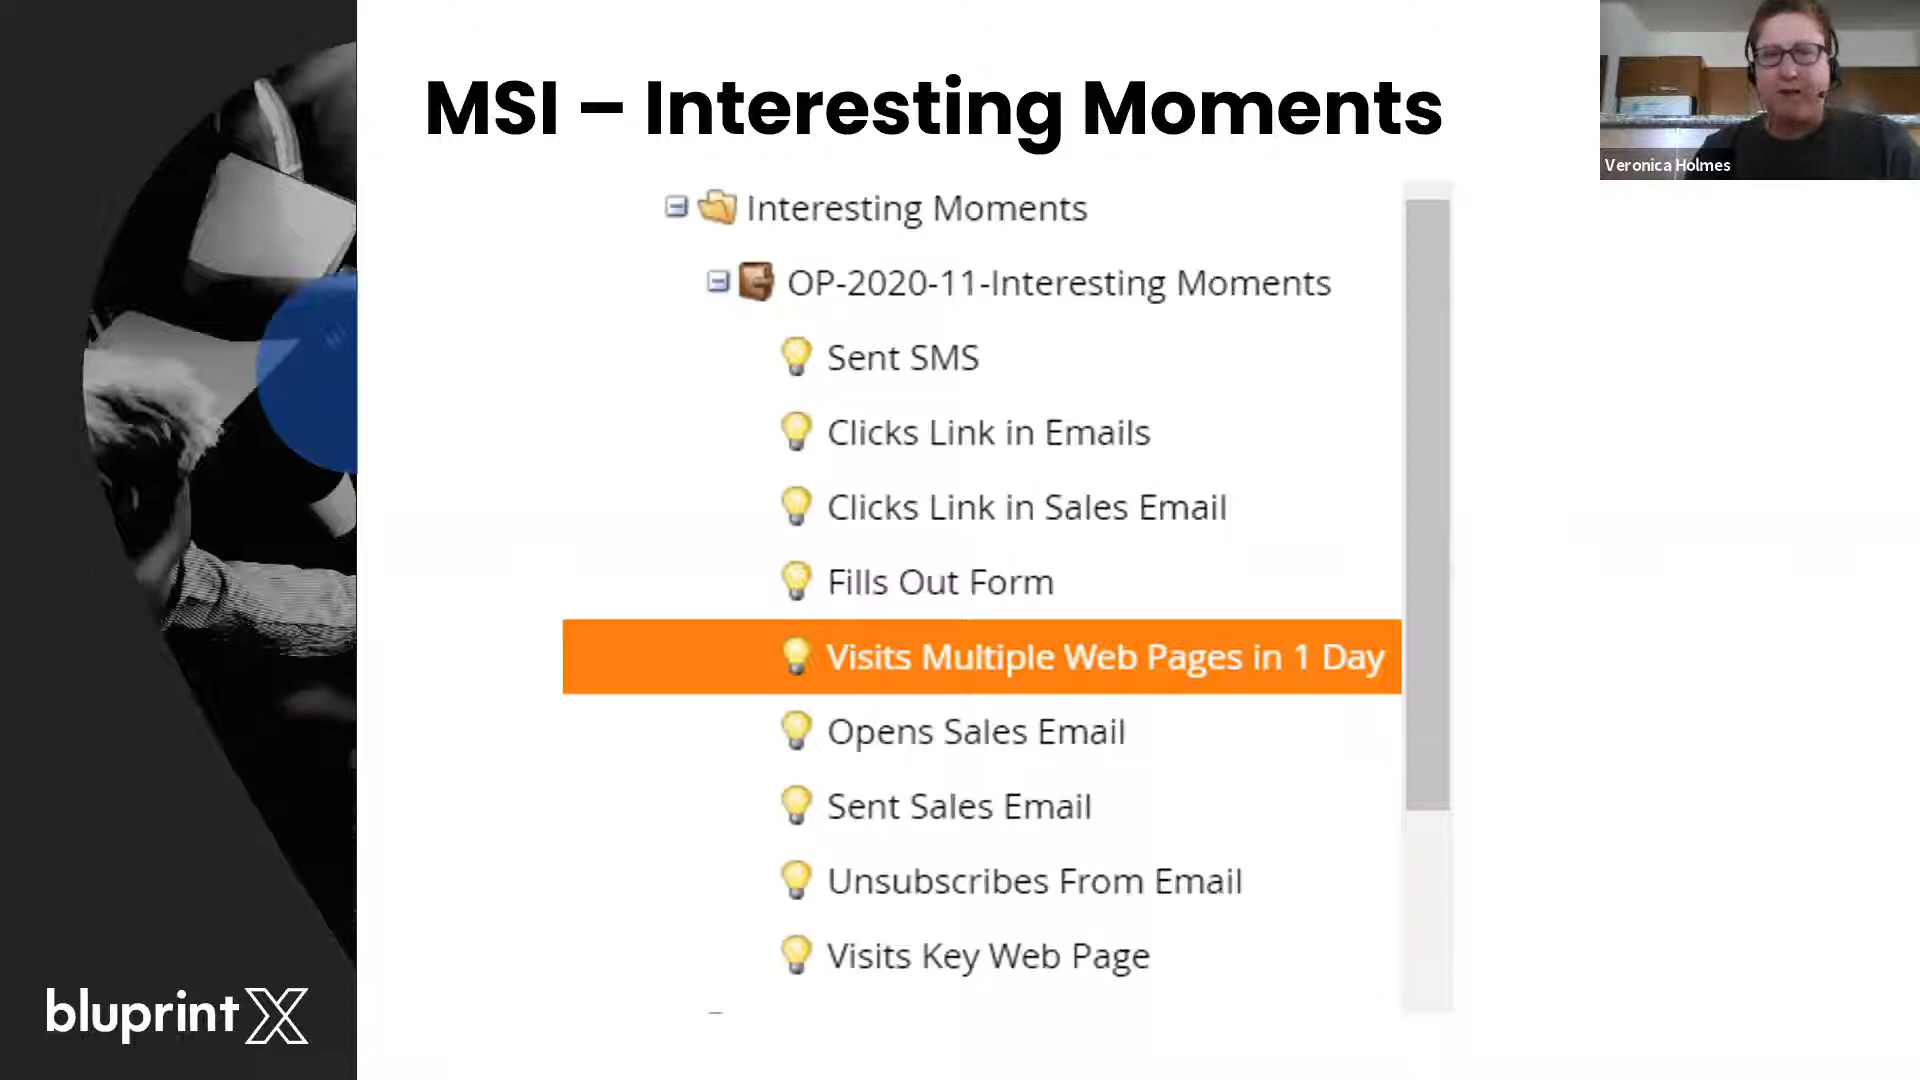 MSI – Interesting Moments
Veronica Holmes
Interesting Moments
OP-2020-11-Interesting Moments
Sent SMS
Clicks Link in Emails
Clicks Link in Sales Email
Fills Out Form
Visits Multiple Web Pages in 1 Day
Opens Sales Email
Sent Sales Email
Unsubscribes From Email
Visits Key Web Page
bluprintX